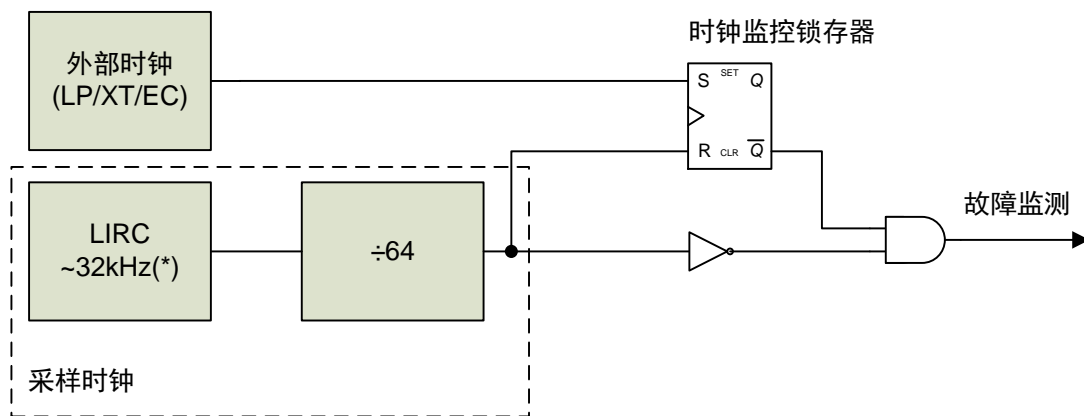 时钟监控锁存器
外部时钟
(LP/XT/EC)
S SET Q
R CLR Q̅
LIRC
~32kHz(*)
÷64
故障监测
采样时钟